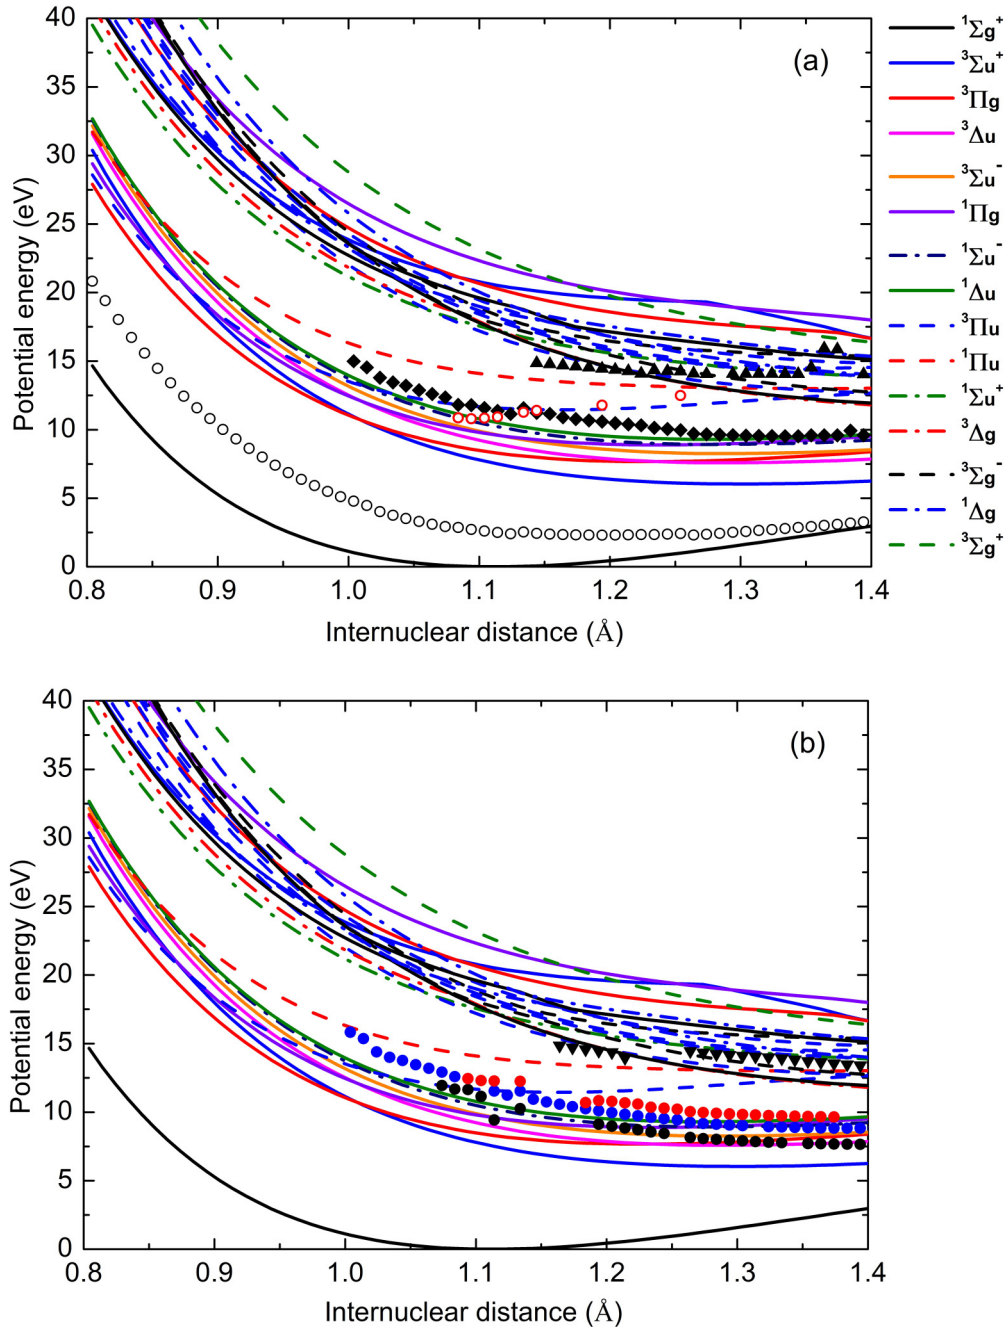 (a)
40
35
30
25
20
15
10
5
0
Potential energy (eV)
0.8 0.9 1.0 1.1 1.2 1.3 1.4
Internuclear distance (Å)
¹Σg⁺
³Σu⁺
³Πg
³Δu
³Σu⁻
¹Πg
¹Σu⁻
¹Δu
³Πu
¹Πu
¹Σu⁺
³Δg
³Σg⁻
¹Δg
³Σg⁺
(b)
40
35
30
25
20
15
10
5
0
Potential energy (eV)
0.8 0.9 1.0 1.1 1.2 1.3 1.4
Internuclear distance (Å)